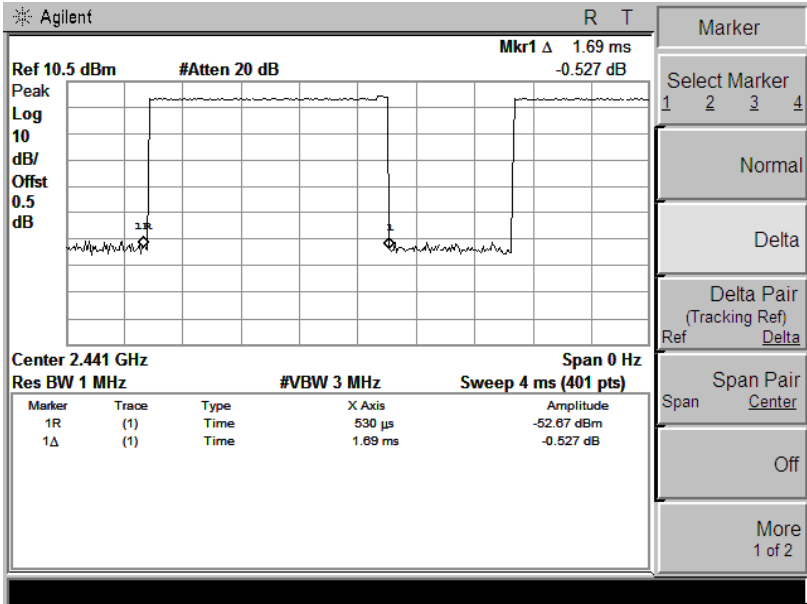 Agilent
R T
Mkr1 Δ 1.69 ms
Ref 10.5 dBm #Atten 20 dB -0.527 dB
Peak
Log
10
dB/
Offst
0.5
dB
1R
1
Center 2.441 GHz Span 0 Hz
Res BW 1 MHz #VBW 3 MHz Sweep 4 ms (401 pts)
Marker Trace Type X Axis Amplitude
1R (1) Time 530 µs -52.67 dBm
1Δ (1) Time 1.69 ms -0.527 dB
Marker
Select Marker
1 2 3 4
Normal
Delta
Delta Pair
(Tracking Ref)
Ref Delta
Span Pair
Span Center
Off
More
1 of 2